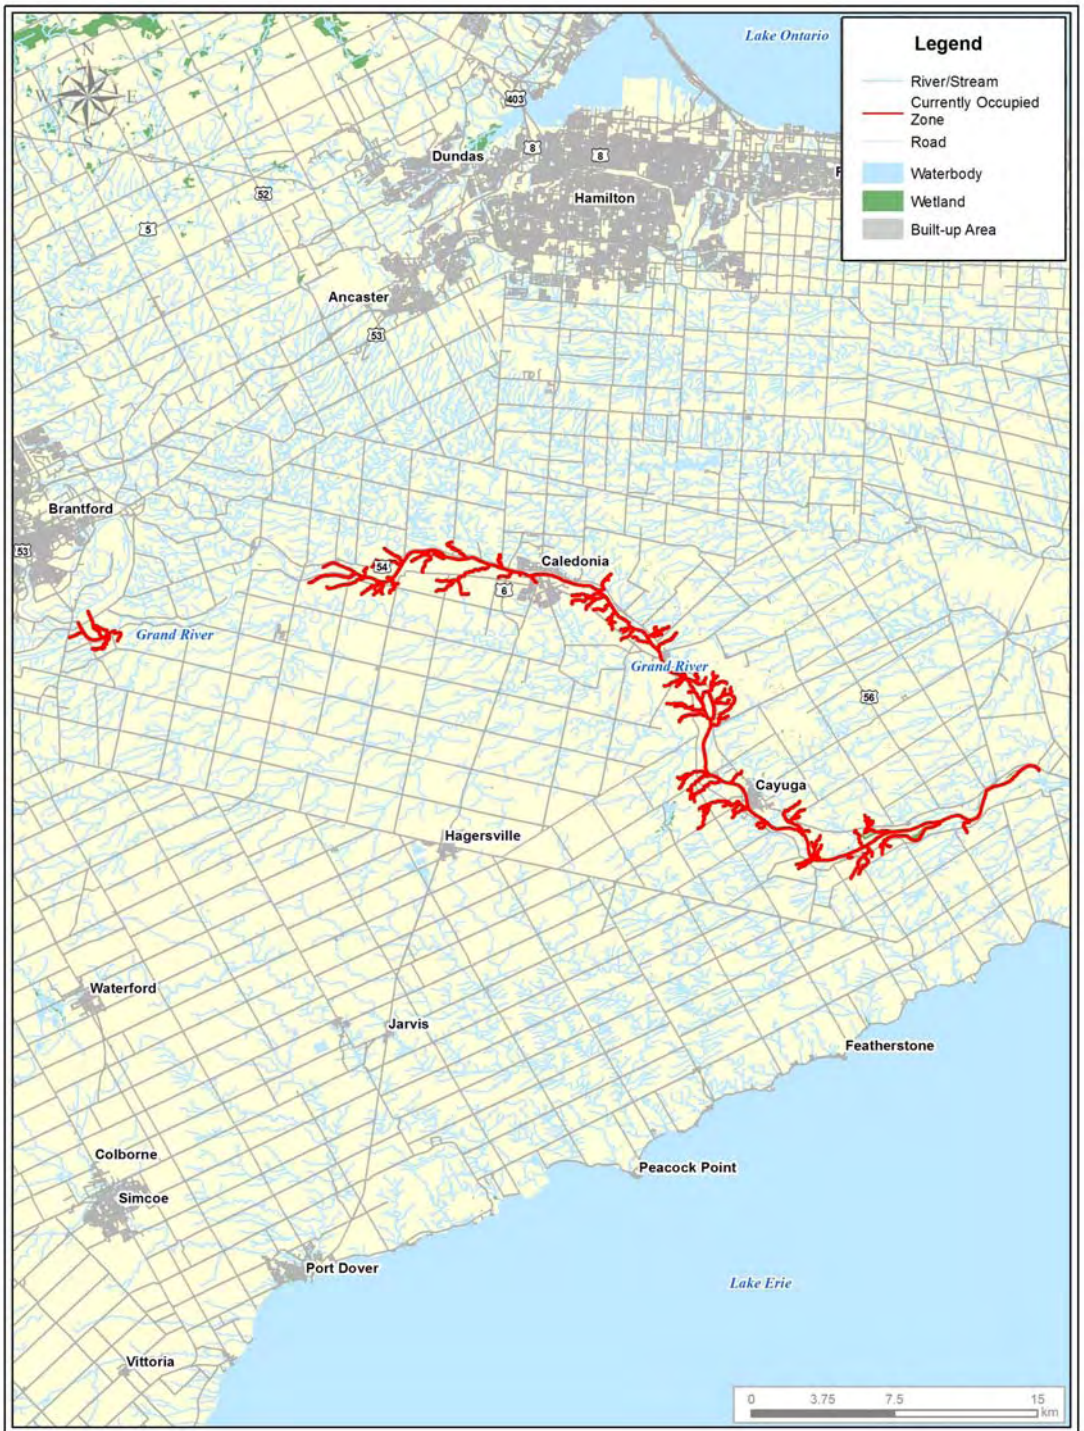 Lake Ontario
Legend
River/Stream
Currently Occupied
Zone
Road
Waterbody
Wetland
Built-up Area
N
W E
S
403
8 8
Dundas
Hamilton
52
5
Ancaster
53
Brantford
53
54
Caledonia
6
Grand River
Grand River
56
Cayuga
Hagersville
Waterford
Jarvis
Featherstone
Colborne
Peacock Point
Simcoe
Port Dover
Lake Erie
Vittoria
0 3.75 7.5 15
km